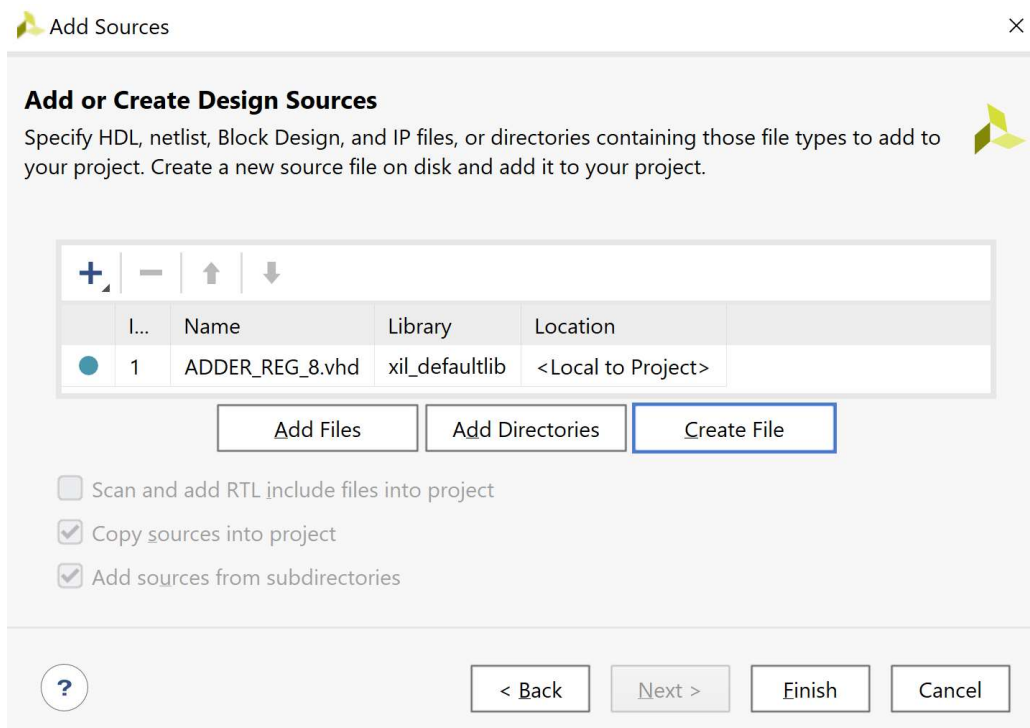 Add Sources
Add or Create Design Sources
Specify HDL, netlist, Block Design, and IP files, or directories containing those file types to add to
your project. Create a new source file on disk and add it to your project.
I... Name Library Location
1 ADDER_REG_8.vhd xil_defaultlib <Local to Project>
Add Files Add Directories Create File
Scan and add RTL include files into project
Copy sources into project
Add sources from subdirectories
? < Back Next > Finish Cancel